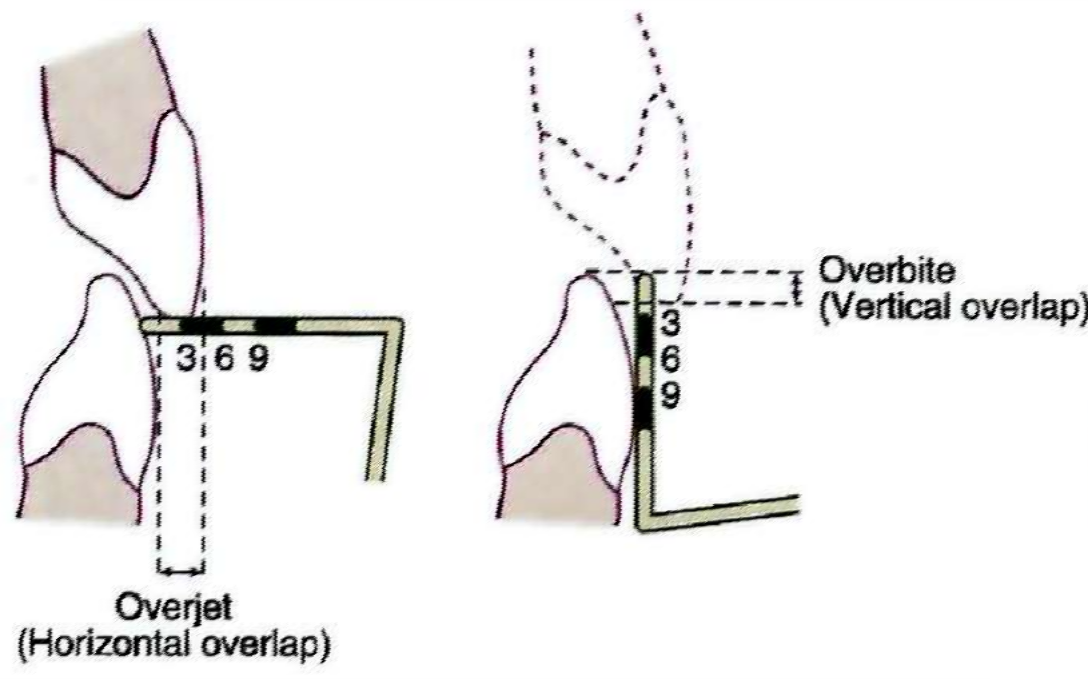 3 6 9
Overjet
(Horizontal overlap)
3
6
9
Overbite
(Vertical overlap)